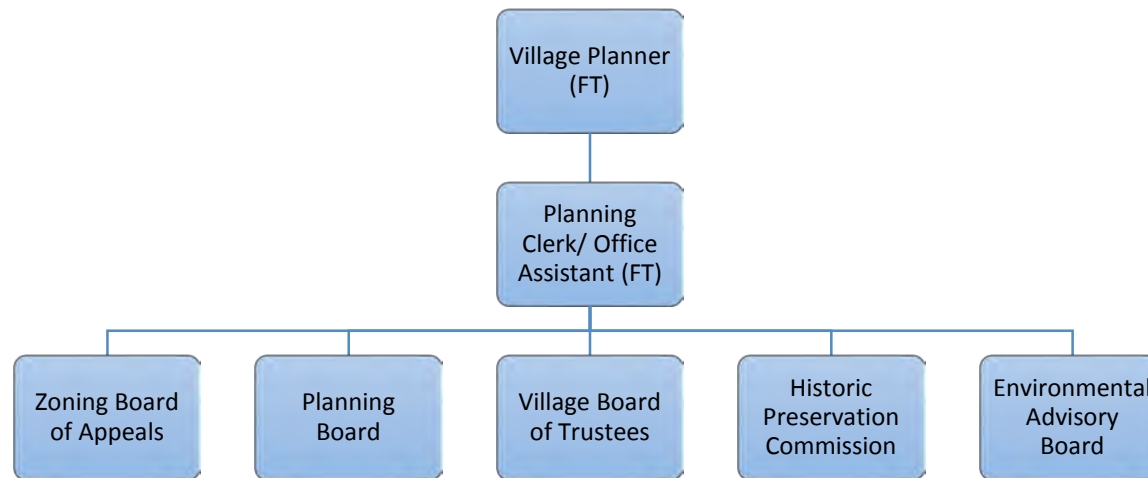 Village Planner
(FT)
Planning
Clerk/ Office
Assistant (FT)
Zoning Board
of Appeals
Planning
Board
Village Board
of Trustees
Historic
Preservation
Commission
Environmental
Advisory
Board